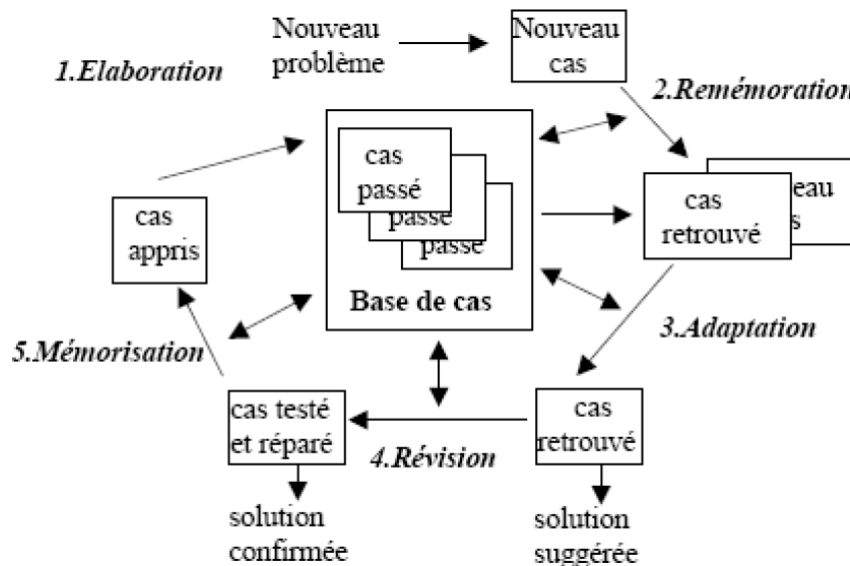 Nouveau
problème
Nouveau
cas
1.Elaboration
2.Remémoration
cas
passé
passé
passé
Base de cas
cas
retrouvé
cas
appris
3.Adaptation
5.Mémorisation
cas testé
et réparé
4.Révision
cas
retrouvé
solution
confirmée
solution
suggérée